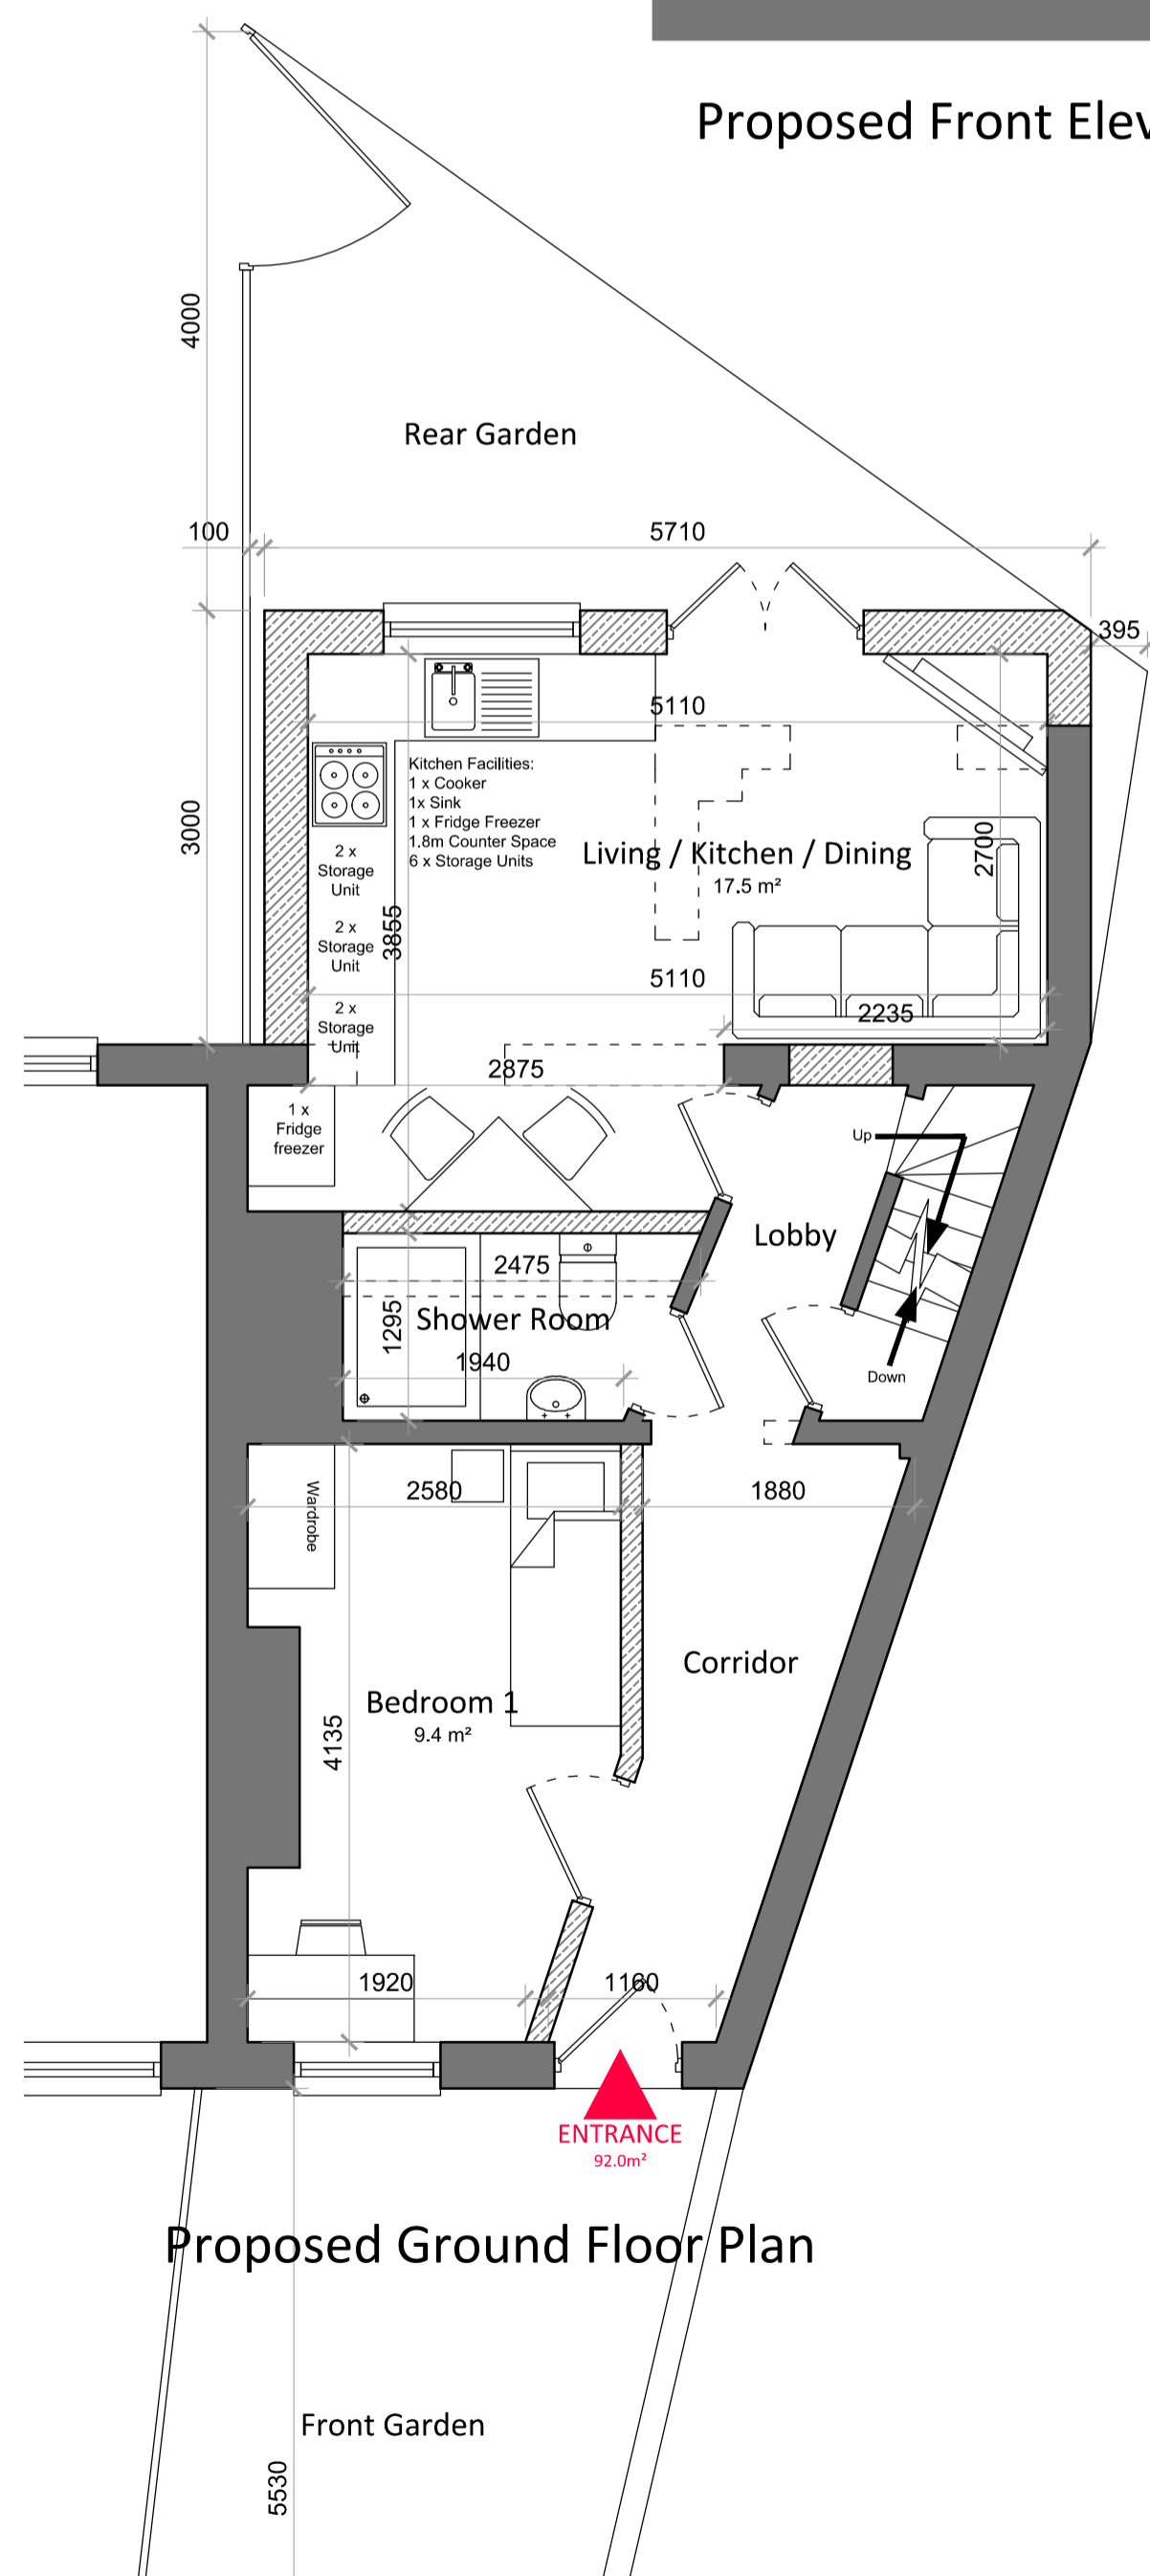 Proposed Front Elev
4000
Rear Garden
100
5710
395
5110
Kitchen Facilities:
1 x Cooker
1x Sink
1 x Fridge Freezer
1.8m Counter Space
6 x Storage Units
3000
2 x
Storage
Unit
Living / Kitchen / Dining
17.5 m²
2700
3855
2 x
Storage
Unit
5110
2 x
Storage
Unit
2235
2875
1 x
Fridge
freezer
Up
Lobby
2475
1295
Shower Room
1940
Down
2580
1880
Wardrobe
Corridor
Bedroom 1
9.4 m²
4135
1920
1160
ENTRANCE
92.0m²
Proposed Ground Floor Plan
Front Garden
5530